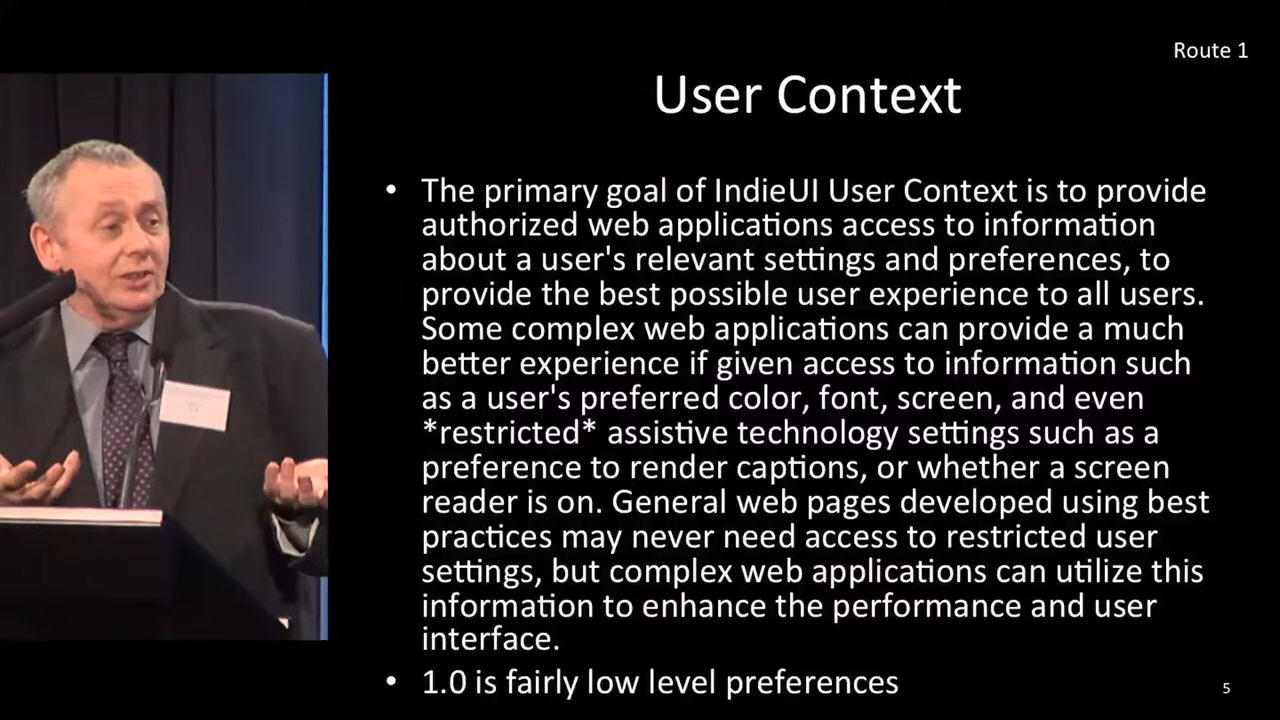 Route 1
User Context
• The primary goal of IndieUI User Context is to provide
authorized web applications access to information
about a user's relevant settings and preferences, to
provide the best possible user experience to all users.
Some complex web applications can provide a much
better experience if given access to information such
as a user's preferred color, font, screen, and even
*restricted* assistive technology settings such as a
preference to render captions, or whether a screen
reader is on. General web pages developed using best
practices may never need access to restricted user
settings, but complex web applications can utilize this
information to enhance the performance and user
interface.
• 1.0 is fairly low level preferences
5